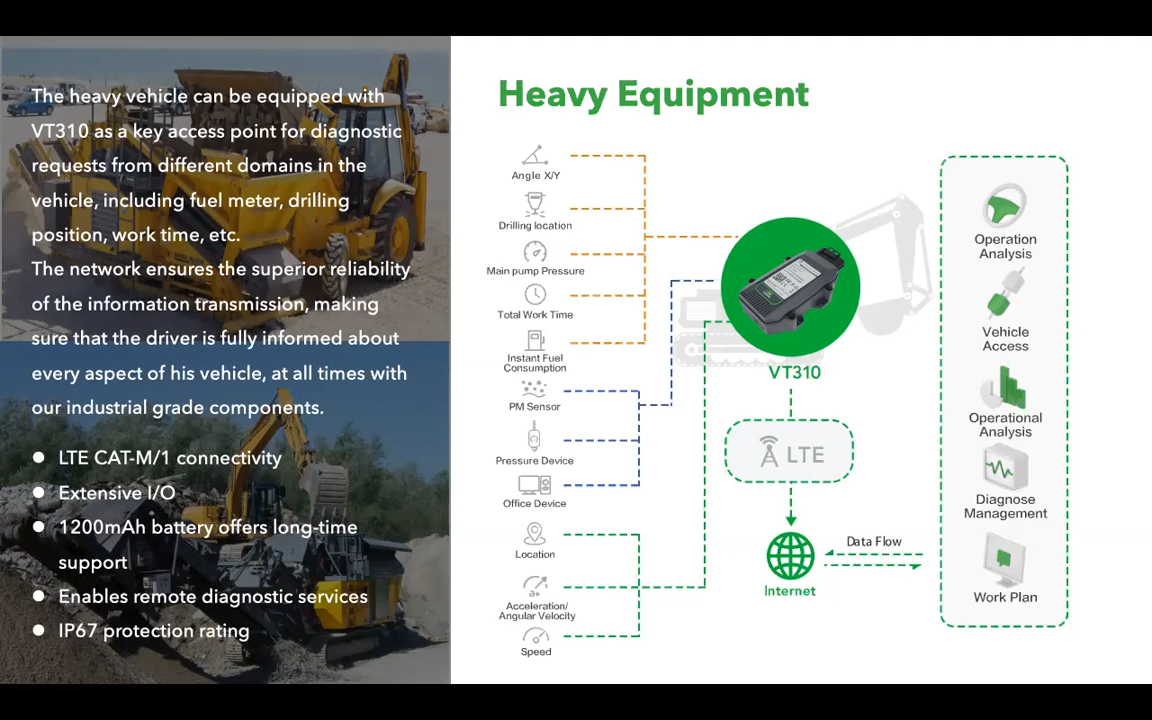 The heavy vehicle can be equipped with
VT310 as a key access point for diagnostic
requests from different domains in the
vehicle, including fuel meter, drilling
position, work time, etc.
The network ensures the superior reliability
of the information transmission, making
sure that the driver is fully informed about
every aspect of his vehicle, at all times with
our industrial grade components.
● LTE CAT-M/1 connectivity
● Extensive I/O
● 1200mAh battery offers long-time
support
● Enables remote diagnostic services
● IP67 protection rating
Heavy Equipment
Angle X/Y
Drilling location
Main pump Pressure
Total Work Time
Instant Fuel
Consumption
PM Sensor
Pressure Device
Office Device
Location
Acceleration/
Angular Velocity
Speed
VT310
LTE
Internet
Data Flow
Operation
Analysis
Vehicle
Access
Operational
Analysis
Diagnose
Management
Work Plan